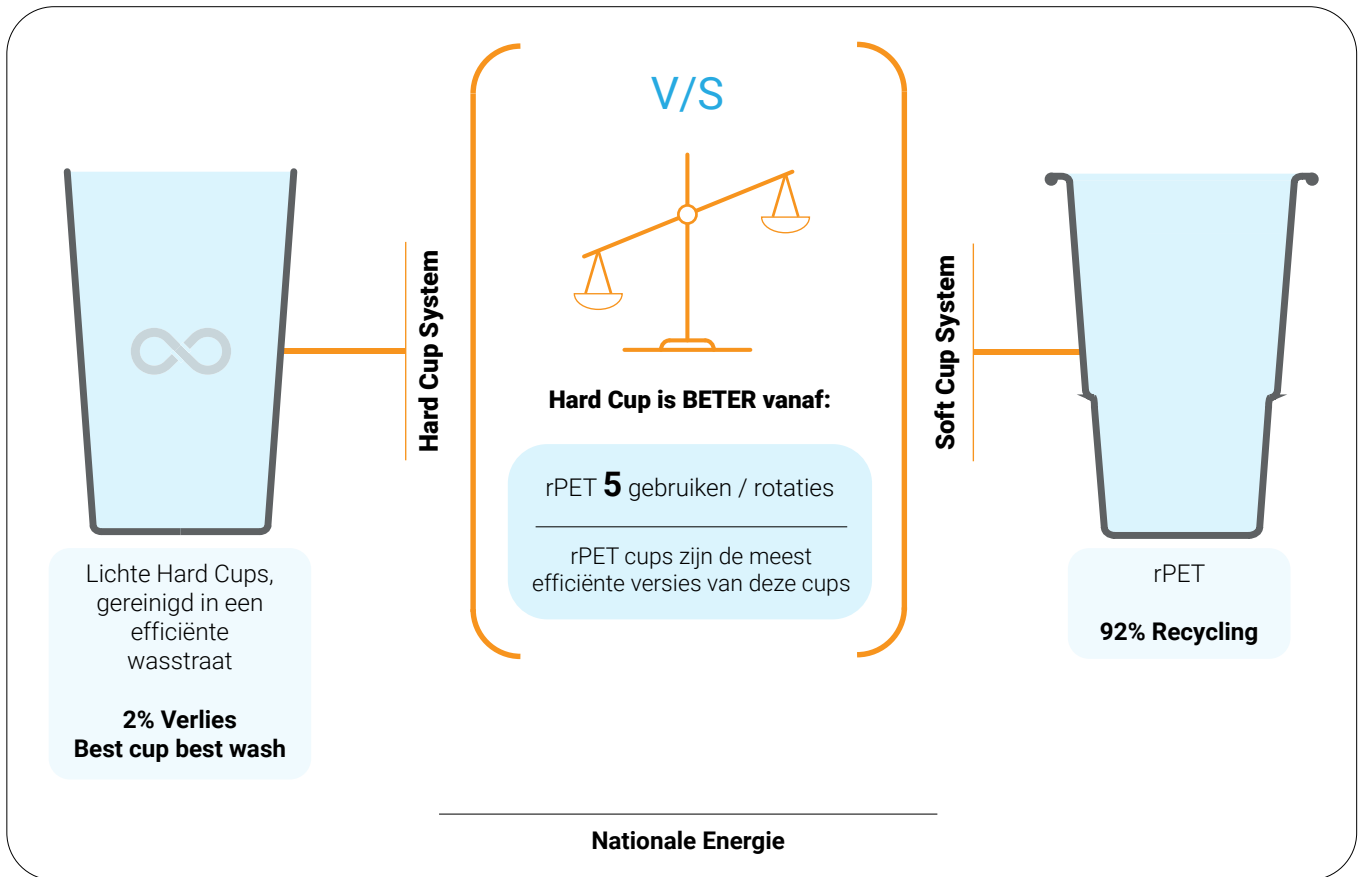 V/S
Hard Cup System
Soft Cup System
Hard Cup is BETER vanaf:
rPET 5 gebruiken / rotaties
rPET cups zijn de meest
efficiënte versies van deze cups
Lichte Hard Cups,
gereinigd in een
efficiënte
wasstraat
2% Verlies
Best cup best wash
rPET
92% Recycling
Nationale Energie